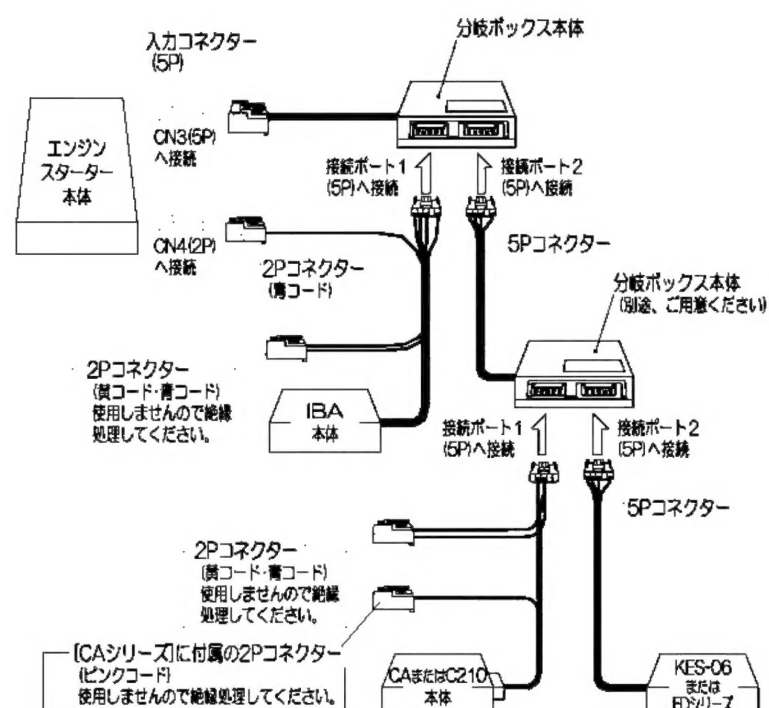 入力コネクター
(5P)
分岐ボックス本体
エンジン
スターター
本体
CN3(5P)
へ接続
接続ポート1
(5P)へ接続
接続ポート2
(5P)へ接続
CN4(2P)
へ接続
2Pコネクター
(青コード)
5Pコネクター
分岐ボックス本体
(別途、ご用意ください)
2Pコネクター
(黄コード・青コード)
使用しませんので絶縁
処理してください。
IBA
本体
接続ポート1
(5P)へ接続
接続ポート2
(5P)へ接続
5Pコネクター
2Pコネクター
(黄コード・青コード)
使用しませんので絶縁
処理してください。
[CAシリーズ]に付属の2Pコネクター
(ピンクコード)
使用しませんので絶縁処理してください。
CAまたはC210
本体
KES-06
または
EDシリーズ